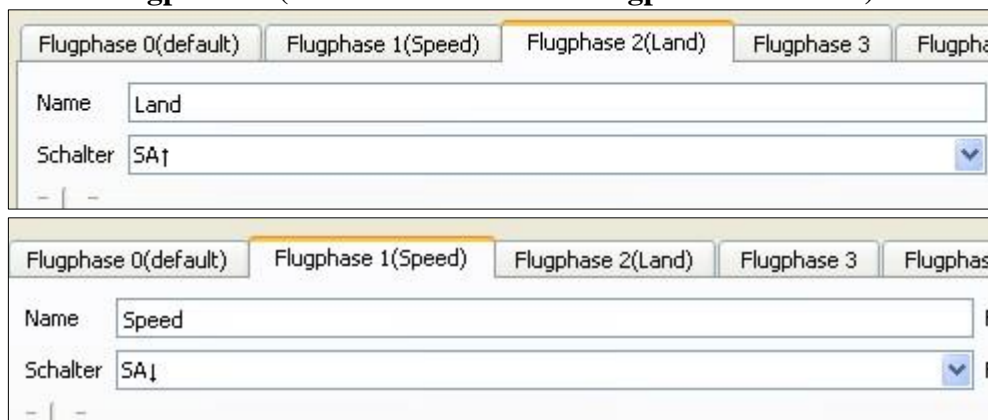 Flugphase 0(default) Flugphase 1(Speed) Flugphase 2(Land) Flugphase 3
Name Land
Schalter SA↑
Flugphase 0(default) Flugphase 1(Speed) Flugphase 2(Land) Flugphase 3
Name Speed
Schalter SA↓